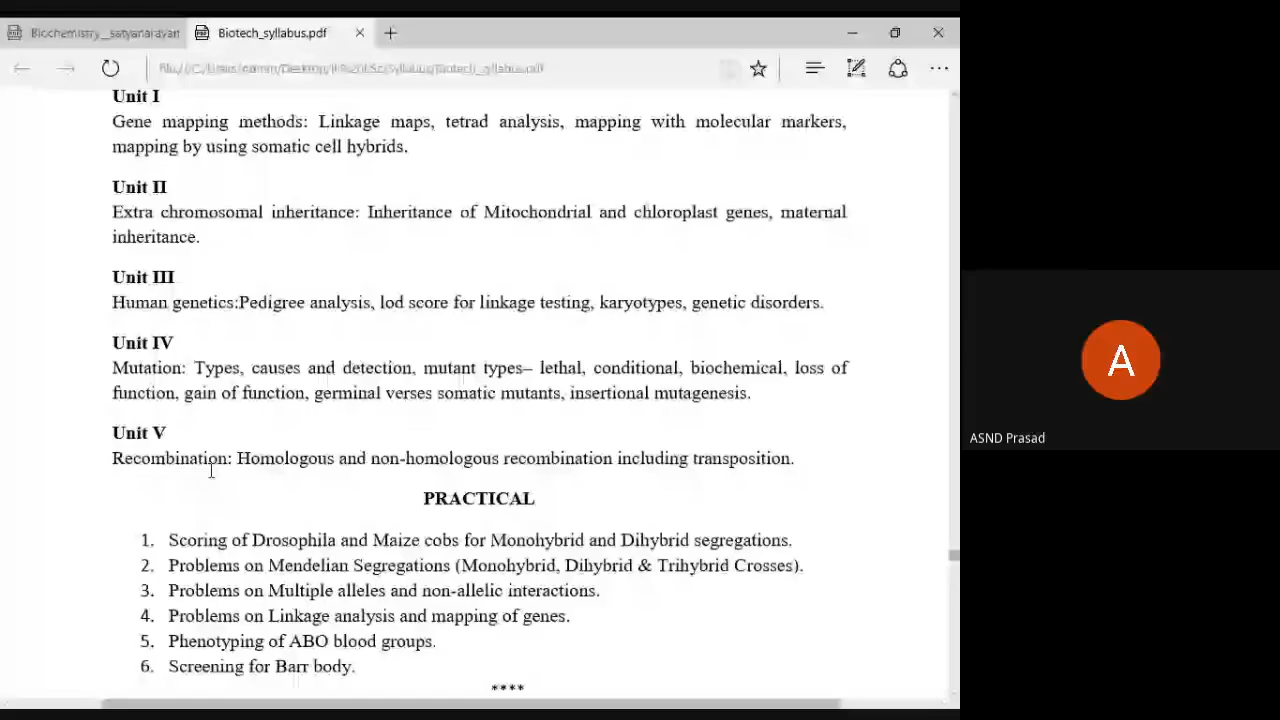 Biochemistry_satyanarayan
Biotech_syllabus.pdf
Unit I
Gene mapping methods: Linkage maps, tetrad analysis, mapping with molecular markers,
mapping by using somatic cell hybrids.
Unit II
Extra chromosomal inheritance: Inheritance of Mitochondrial and chloroplast genes, maternal
inheritance.
Unit III
Human genetics:Pedigree analysis, lod score for linkage testing, karyotypes, genetic disorders.
Unit IV
Mutation: Types, causes and detection, mutant types– lethal, conditional, biochemical, loss of
function, gain of function, germinal verses somatic mutants, insertional mutagenesis.
Unit V
Recombination: Homologous and non-homologous recombination including transposition.
PRACTICAL
1. Scoring of Drosophila and Maize cobs for Monohybrid and Dihybrid segregations.
2. Problems on Mendelian Segregations (Monohybrid, Dihybrid & Trihybrid Crosses).
3. Problems on Multiple alleles and non-allelic interactions.
4. Problems on Linkage analysis and mapping of genes.
5. Phenotyping of ABO blood groups.
6. Screening for Barr body.
****
A
ASND Prasad